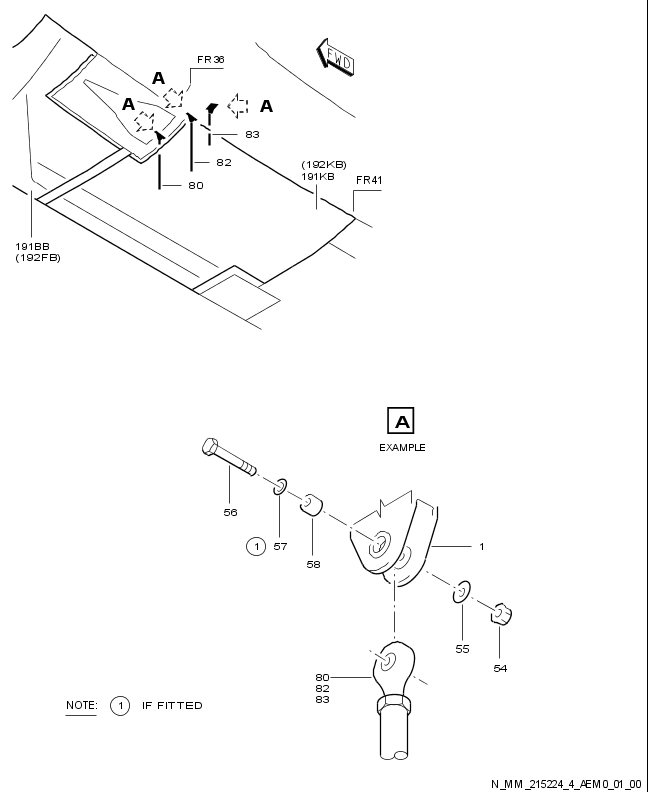 FR36
FWD
A
A
A
83
82
80
(192KB)
191KB
FR41
191BB
(192FB)
A
EXAMPLE
56
1 57
58
1
55
54
80
82
83
NOTE: 1 IF FITTED
N_MM_215224_4_AEM0_01_00